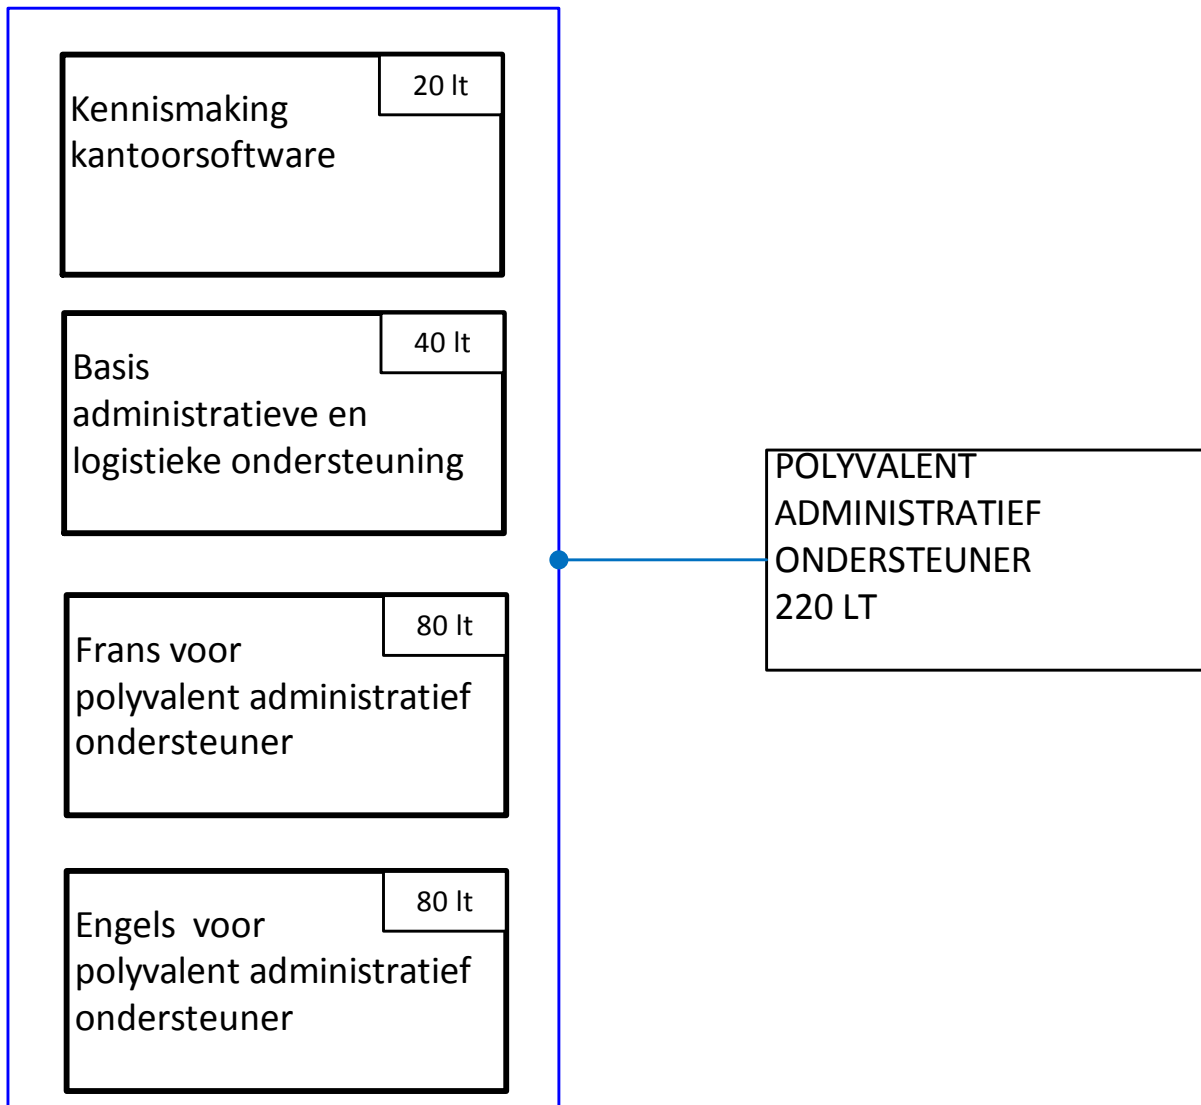 20 lt
Kennismaking
kantoorsoftware
40 lt
Basis
administratieve en
logistieke ondersteuning
80 lt
Frans voor
polyvalent administratief
ondersteuner
80 lt
Engels  voor
polyvalent administratief
ondersteuner
POLYVALENT
ADMINISTRATIEF
ONDERSTEUNER
220 LT